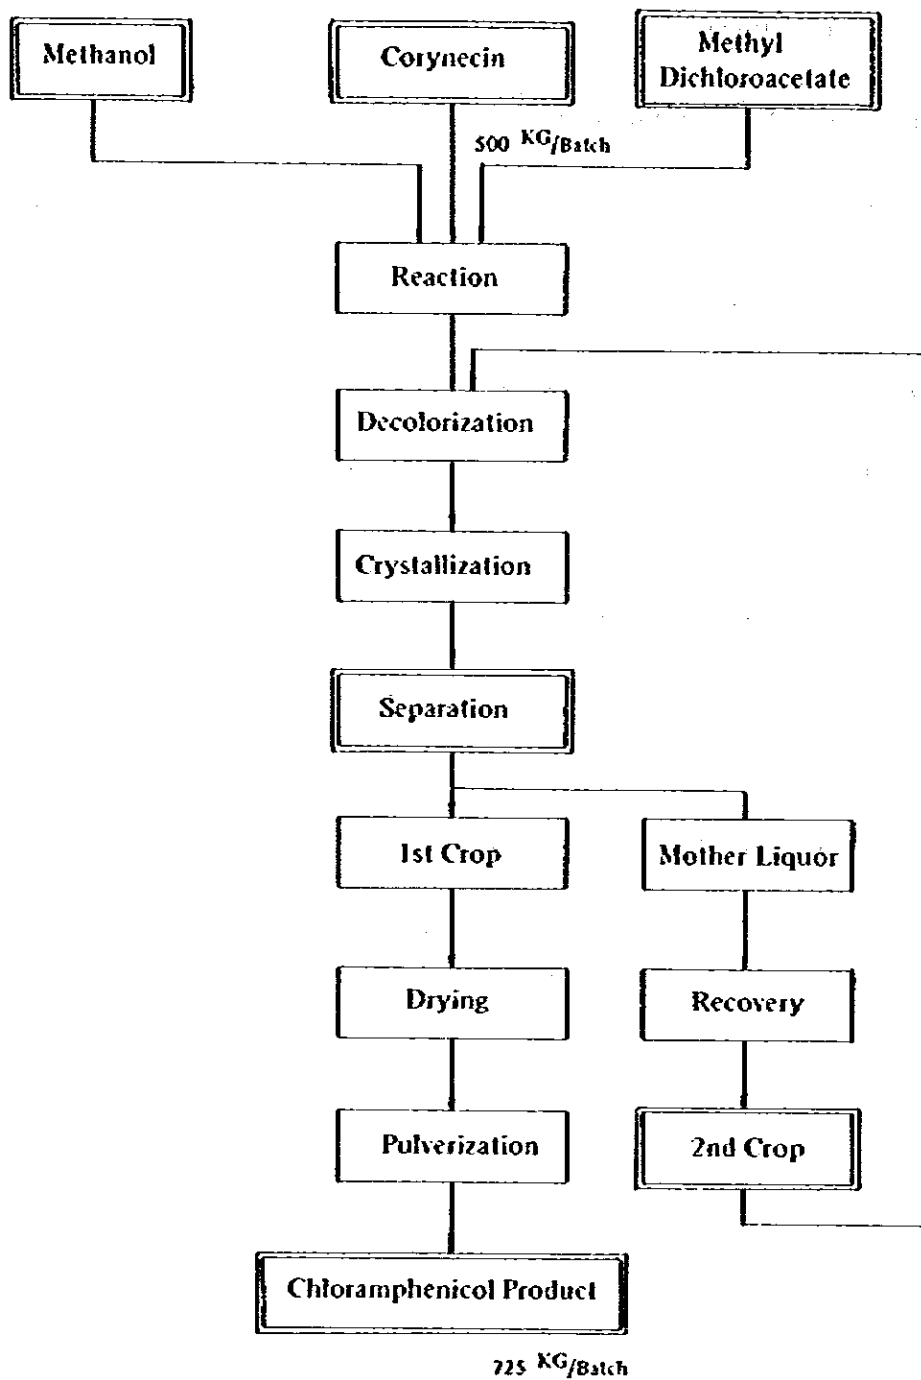 Methanol
Corynecin
Methyl
Dichloroacetate
500 KG/Batch
Reaction
Decolorization
Crystallization
Separation
1st Crop
Mother Liquor
Drying
Recovery
Pulverization
2nd Crop
Chloramphenicol Product
725 KG/Batch